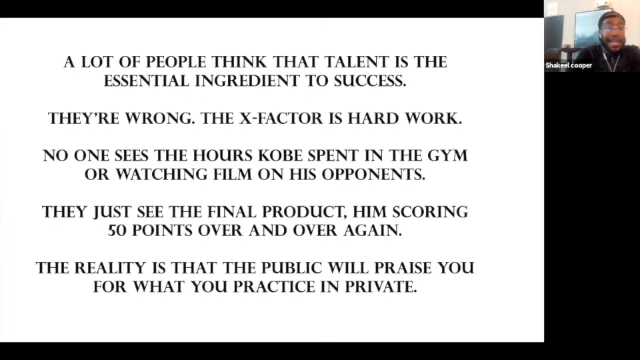 A LOT OF PEOPLE THINK THAT TALENT IS THE
ESSENTIAL INGREDIENT TO SUCCESS.
THEY'RE WRONG. THE X-FACTOR IS HARD WORK.
NO ONE SEES THE HOURS KOBE SPENT IN THE GYM
OR WATCHING FILM ON HIS OPPONENTS.
THEY JUST SEE THE FINAL PRODUCT, HIM SCORING
50 POINTS OVER AND OVER AGAIN.
THE REALITY IS THAT THE PUBLIC WILL PRAISE YOU
FOR WHAT YOU PRACTICE IN PRIVATE.
Shakeel cooper